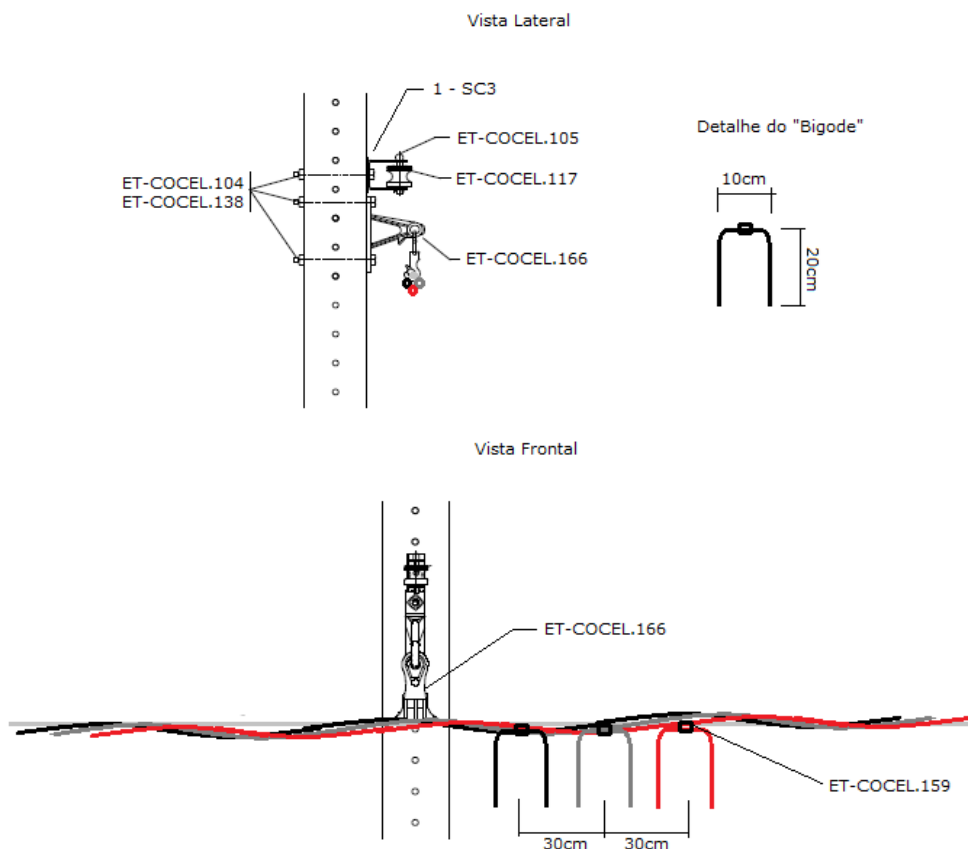 Vista Lateral
1 - SC3
ET-COCEL.105
ET-COCEL.117
ET-COCEL.104
ET-COCEL.138
ET-COCEL.166
Detalhe do "Bigode"
10cm
20cm
Vista Frontal
ET-COCEL.166
ET-COCEL.159
30cm
30cm